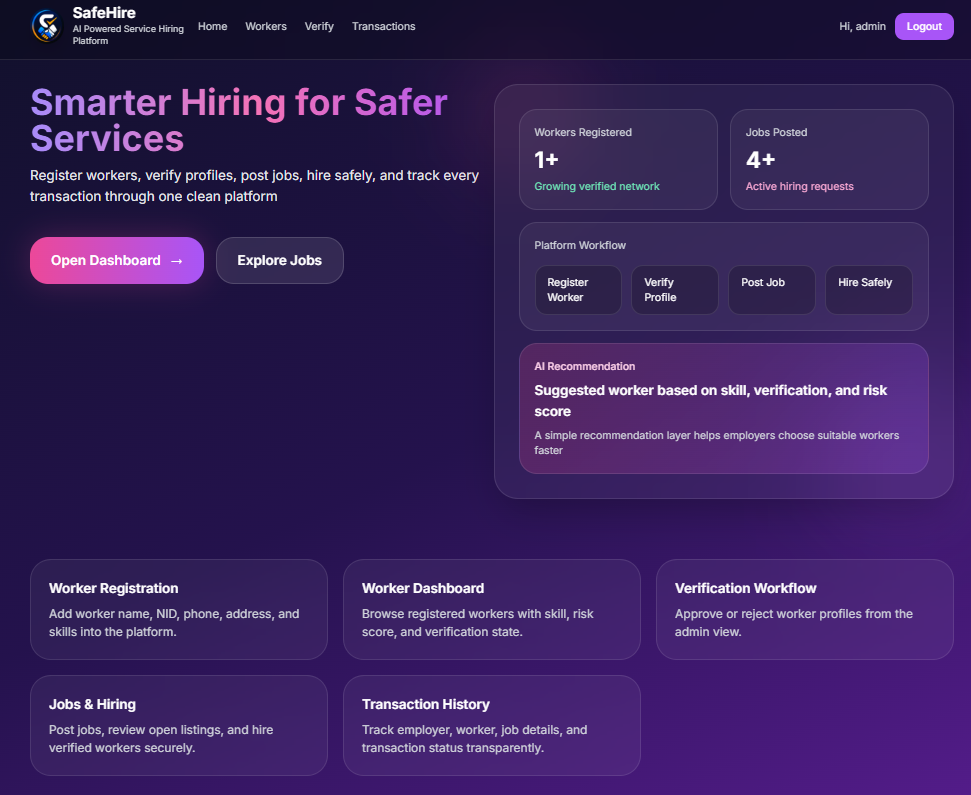 SafeHire
AI Powered Service Hiring
Platform
Home
Workers
Verify
Transactions
Hi, admin
Logout
Smarter Hiring for Safer
Services
Register workers, verify profiles, post jobs, hire safely, and track every
transaction through one clean platform
Open Dashboard →
Explore Jobs
Workers Registered
1+
Growing verified network
Jobs Posted
4+
Active hiring requests
Platform Workflow
Register
Worker
Verify
Profile
Post Job
Hire Safely
AI Recommendation
Suggested worker based on skill, verification, and risk
score
A simple recommendation layer helps employers choose suitable workers
faster
Worker Registration
Add worker name, NID, phone, address, and
skills into the platform.
Worker Dashboard
Browse registered workers with skill, risk
score, and verification state.
Verification Workflow
Approve or reject worker profiles from the
admin view.
Jobs & Hiring
Post jobs, review open listings, and hire
verified workers securely.
Transaction History
Track employer, worker, job details, and
transaction status transparently.